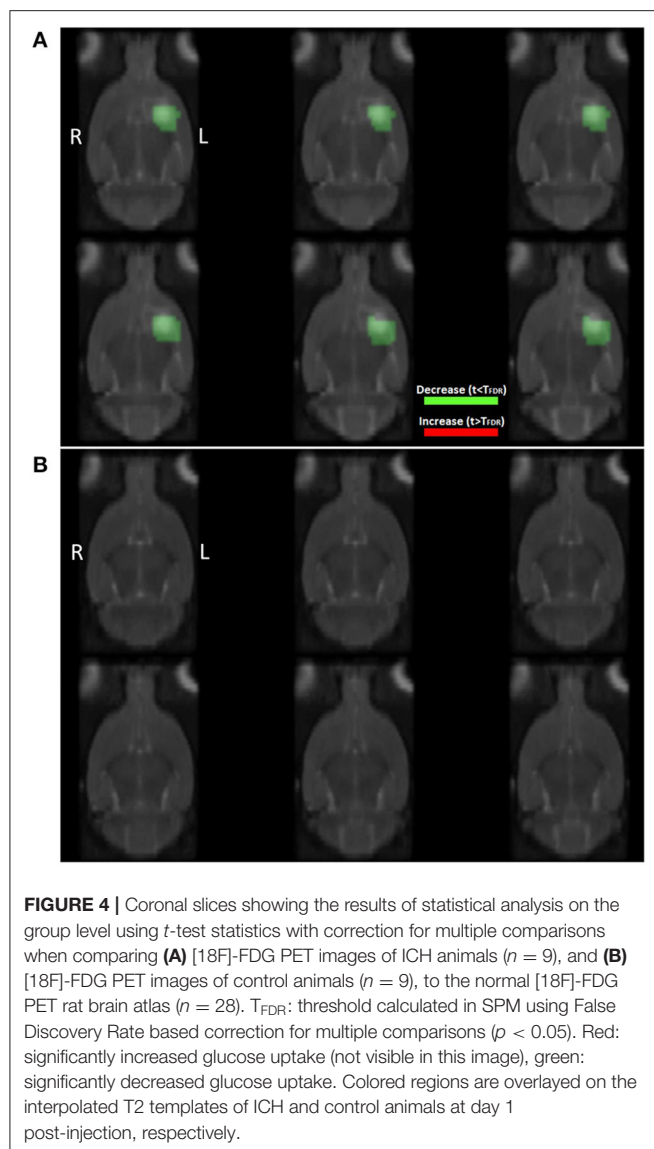 A
R
L
Decrease (t<TFDR)
Increase (t>TFDR)
B
R
L
FIGURE 4 | Coronal slices showing the results of statistical analysis on the
group level using t-test statistics with correction for multiple comparisons
when comparing (A) [18F]-FDG PET images of ICH animals (n = 9), and (B)
[18F]-FDG PET images of control animals (n = 9), to the normal [18F]-FDG
PET rat brain atlas (n = 28). TFDR: threshold calculated in SPM using False
Discovery Rate based correction for multiple comparisons (p < 0.05). Red:
significantly increased glucose uptake (not visible in this image), green:
significantly decreased glucose uptake. Colored regions are overlayed on the
interpolated T2 templates of ICH and control animals at day 1
post-injection, respectively.